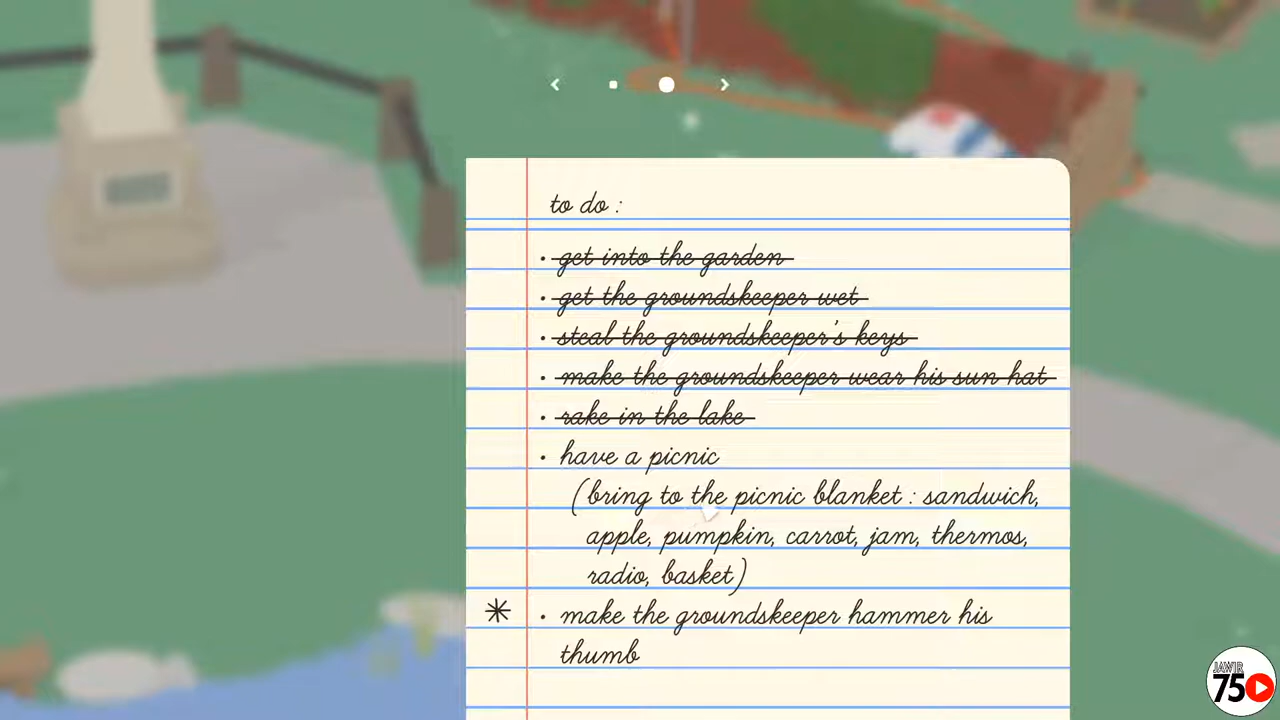 to do :
• get into the garden
• get the groundskeeper wet
• steal the groundskeeper's keys
• make the groundskeeper wear his sun hat
• rake in the lake
• have a picnic
(bring to the picnic blanket : sandwich,
apple, pumpkin, carrot, jam, thermos,
radio, basket)
• make the groundskeeper hammer his
thumb
JAWIR
75